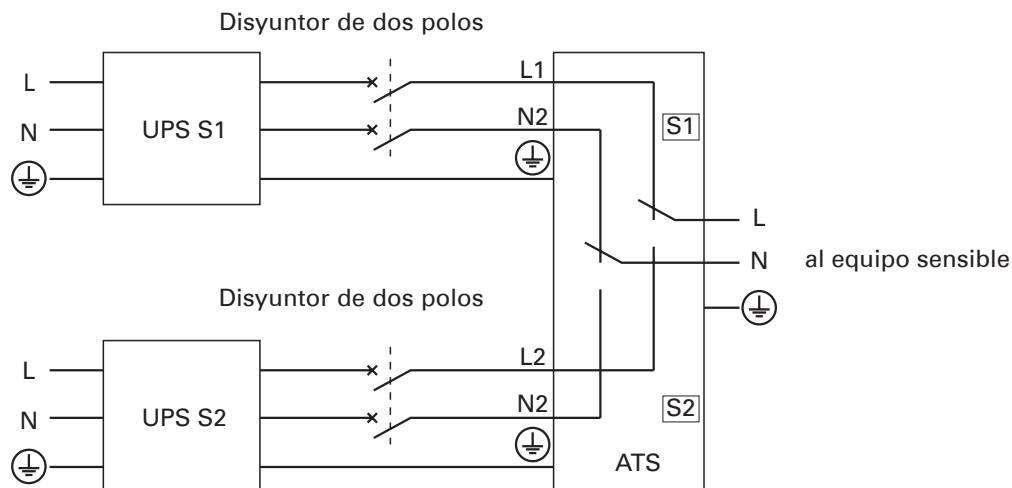 Disyuntor de dos polos
L
N
UPS S1
L1
N2
S1
L
N
al equipo sensible
Disyuntor de dos polos
L
N
UPS S2
L2
N2
S2
ATS